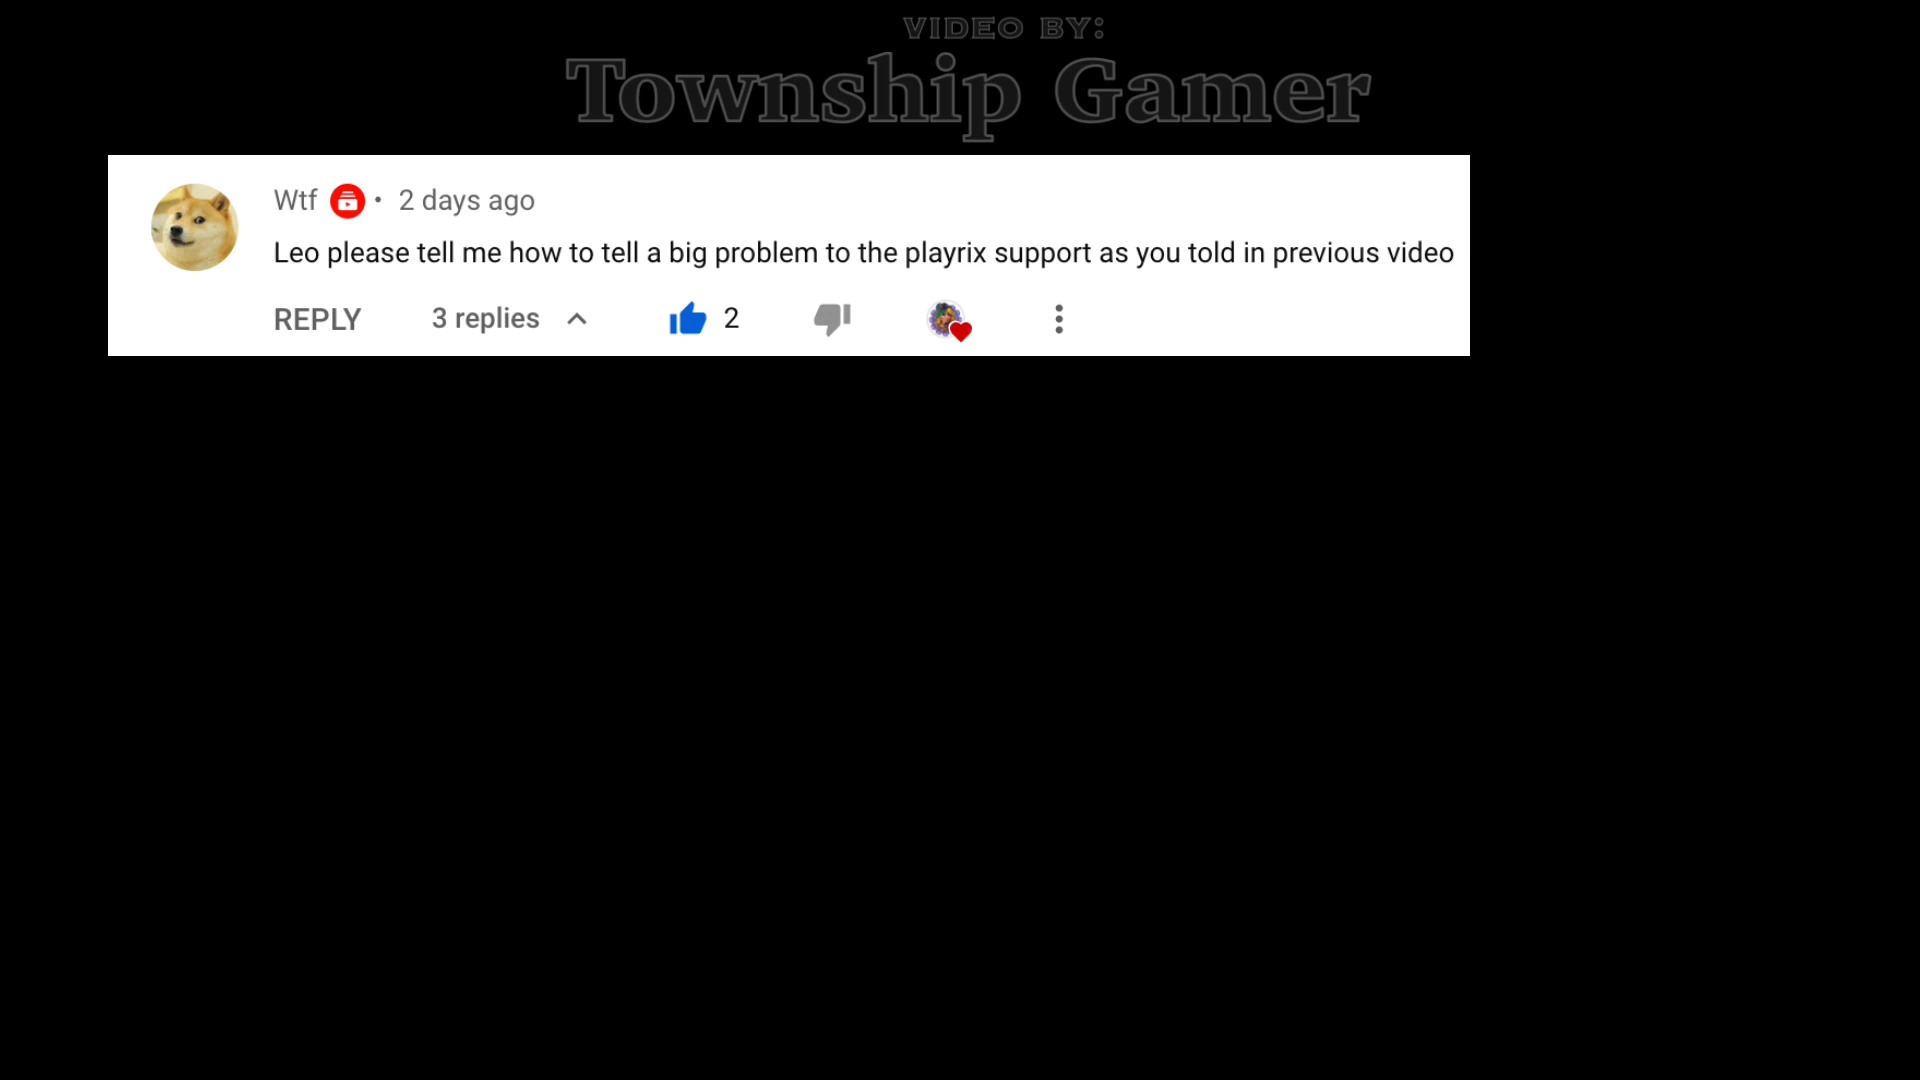 VIDEO BY:
Township Gamer
Wtf • 2 days ago
Leo please tell me how to tell a big problem to the playrix support as you told in previous video
REPLY 3 replies 2